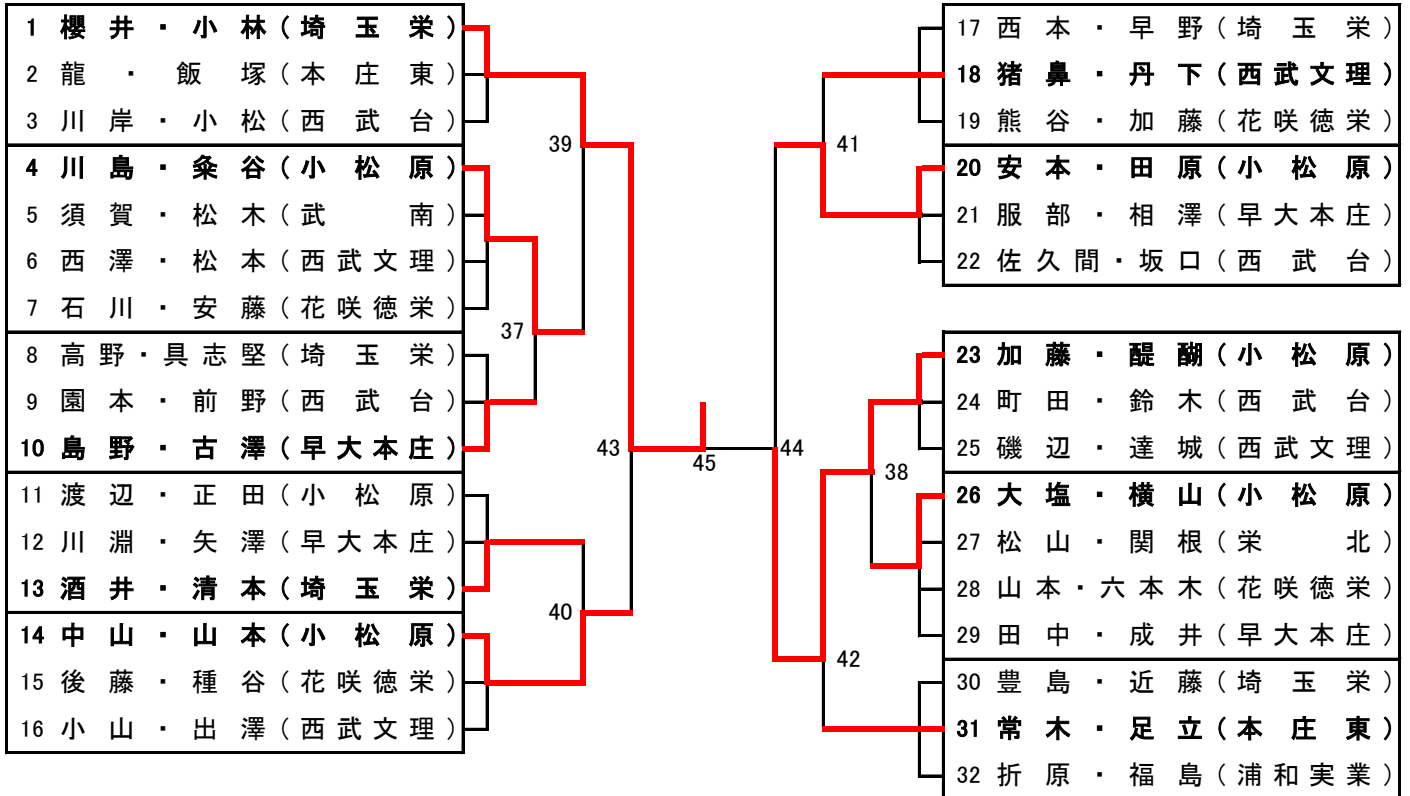 1 櫻井・小林(埼玉栄)
2 龍・飯塚(本庄東)
3 川岸・小松(西武台)
4 川島・粂谷(小松原)
5 須賀・松木(武南)
6 西澤・松本(西武文理)
7 石川・安藤(花咲徳栄)
8 高野・具志堅(埼玉栄)
9 園本・前野(西武台)
10 島野・古澤(早大本庄)
11 渡辺・正田(小松原)
12 川淵・矢澤(早大本庄)
13 酒井・清本(埼玉栄)
14 中山・山本(小松原)
15 後藤・種谷(花咲徳栄)
16 小山・出澤(西武文理)
39
37
40
43
45
44
41
38
42
17 西本・早野(埼玉栄)
18 猪鼻・丹下(西武文理)
19 熊谷・加藤(花咲徳栄)
20 安本・田原(小松原)
21 服部・相澤(早大本庄)
22 佐久間・坂口(西武台)
23 加藤・醍醐(小松原)
24 町田・鈴木(西武台)
25 磯辺・達城(西武文理)
26 大塩・横山(小松原)
27 松山・関根(栄北)
28 山本・六本木(花咲徳栄)
29 田中・成井(早大本庄)
30 豊島・近藤(埼玉栄)
31 常木・足立(本庄東)
32 折原・福島(浦和実業)